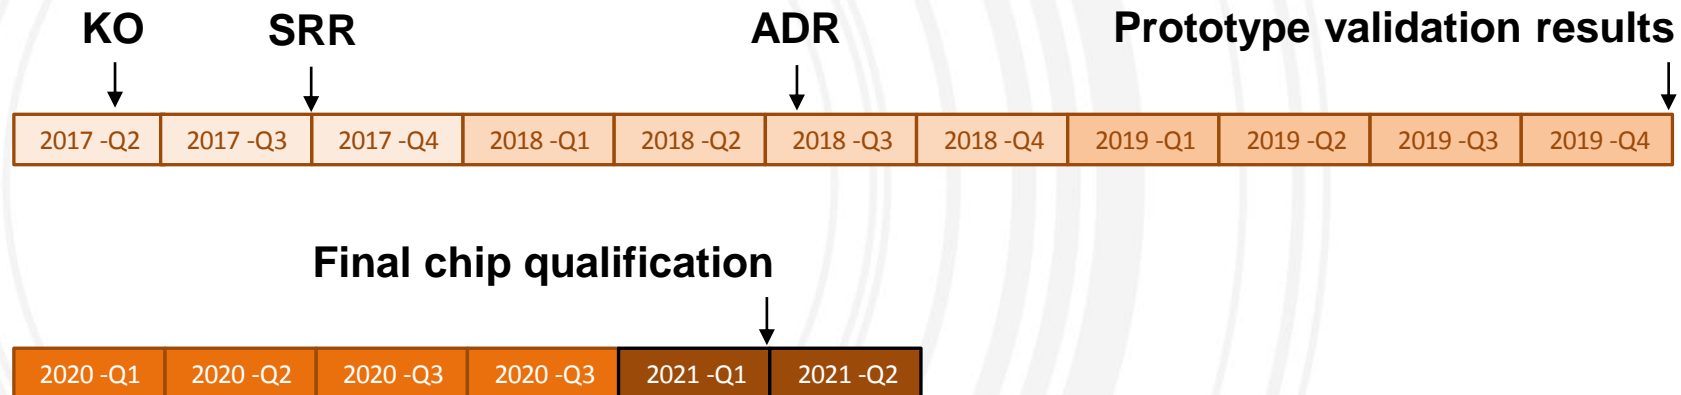 KO SRR ADR Prototype validation results
2017 -Q2 2017 -Q3 2017 -Q4 2018 -Q1 2018 -Q2 2018 -Q3 2018 -Q4 2019 -Q1 2019 -Q2 2019 -Q3 2019 -Q4
Final chip qualification
2020 -Q1 2020 -Q2 2020 -Q3 2020 -Q3 2021 -Q1 2021 -Q2